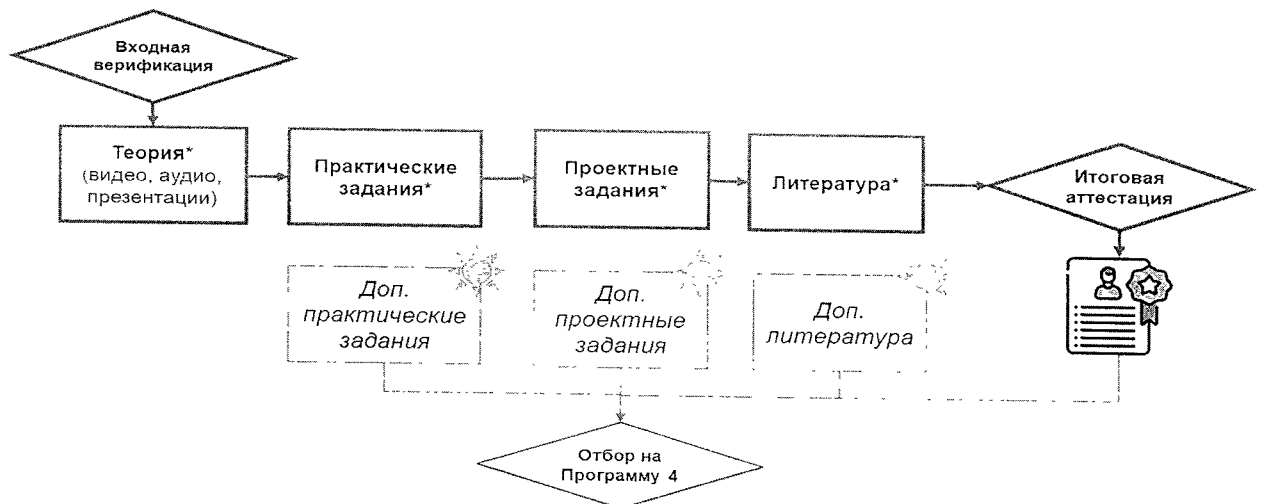 Входная
верификация
Теория*
(видео, аудио,
презентации)
Практические
задания*
Проектные
задания*
Литература*
Итоговая
аттестация
Доп.
практические
задания
Доп.
проектные
задания
Доп.
литература
Отбор на
Программу 4